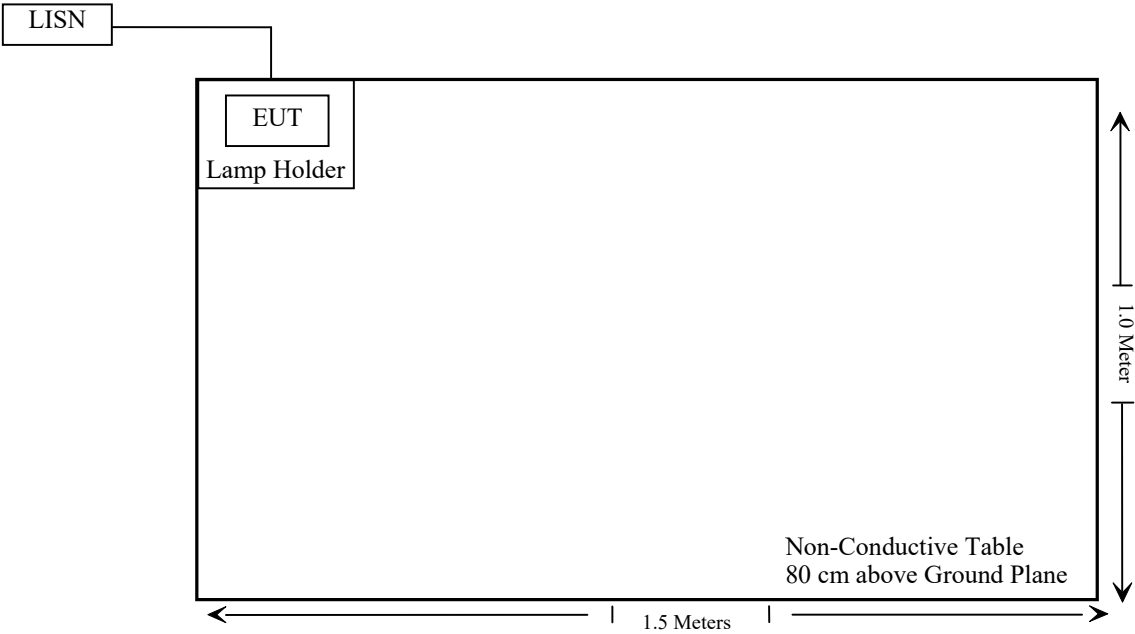 LISN
EUT
Lamp Holder
1.0 Meter
Non-Conductive Table
80 cm above Ground Plane
1.5 Meters